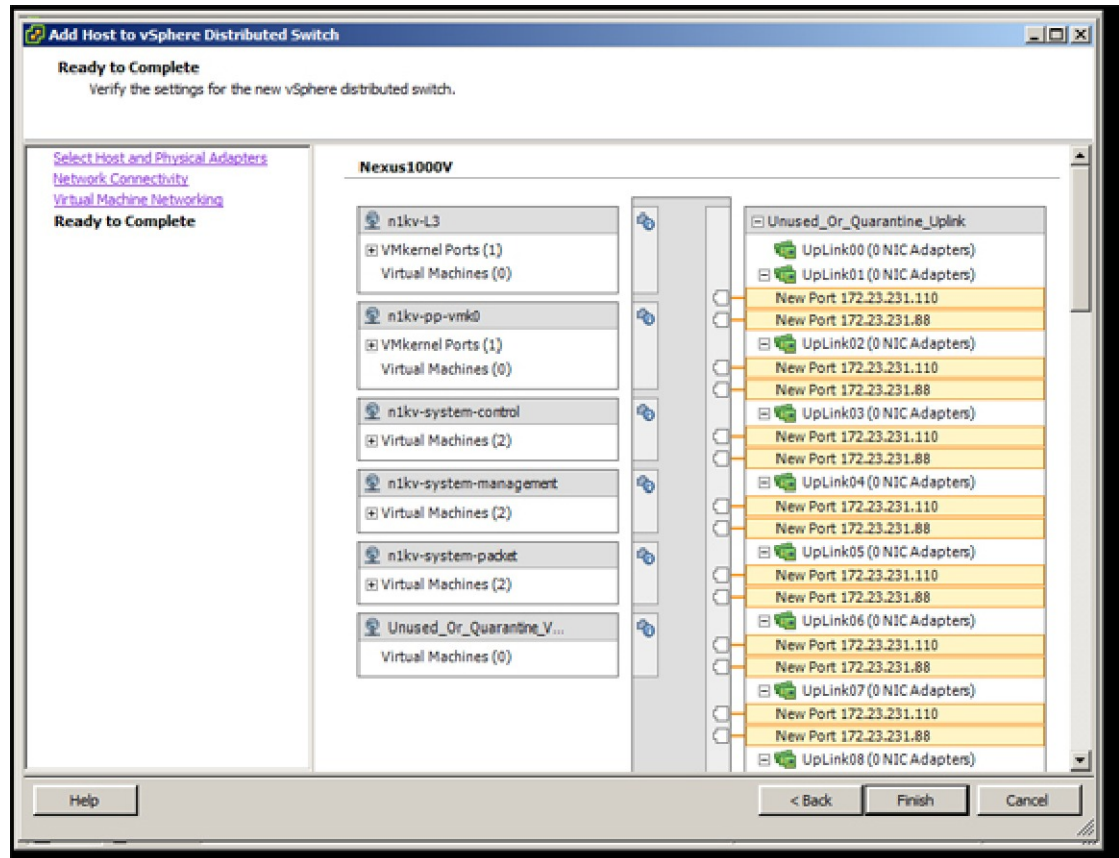 Add Host to vSphere Distributed Switch
Ready to Complete
Verify the settings for the new vSphere distributed switch.
Select Host and Physical Adapters
Network Connectivity
Virtual Machine Networking
Ready to Complete
Nexus1000V
n1kv-L3
VMkernel Ports (1)
Virtual Machines (0)
n1kv-pp-vmk0
VMkernel Ports (1)
Virtual Machines (0)
n1kv-system-control
Virtual Machines (2)
n1kv-system-management
Virtual Machines (2)
n1kv-system-packet
Virtual Machines (2)
Unused_Or_Quarantine_V...
Virtual Machines (0)
Unused_Or_Quarantine_Uplink
UpLink00 (0 NIC Adapters)
UpLink01 (0 NIC Adapters)
New Port 172.23.231.110
New Port 172.23.231.88
UpLink02 (0 NIC Adapters)
New Port 172.23.231.110
New Port 172.23.231.88
UpLink03 (0 NIC Adapters)
New Port 172.23.231.110
New Port 172.23.231.88
UpLink04 (0 NIC Adapters)
New Port 172.23.231.110
New Port 172.23.231.88
UpLink05 (0 NIC Adapters)
New Port 172.23.231.110
New Port 172.23.231.88
UpLink06 (0 NIC Adapters)
New Port 172.23.231.110
New Port 172.23.231.88
UpLink07 (0 NIC Adapters)
New Port 172.23.231.110
New Port 172.23.231.88
UpLink08 (0 NIC Adapters)
Help
< Back
Finish
Cancel